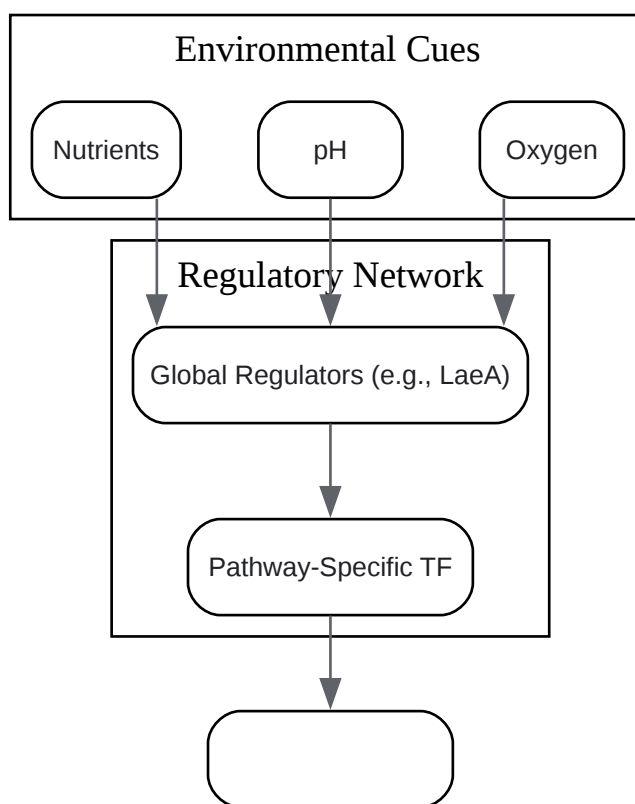 Environmental Cues
Nutrients
pH
Oxygen
Regulatory Network
Global Regulators (e.g., LaeA)
Pathway-Specific TF